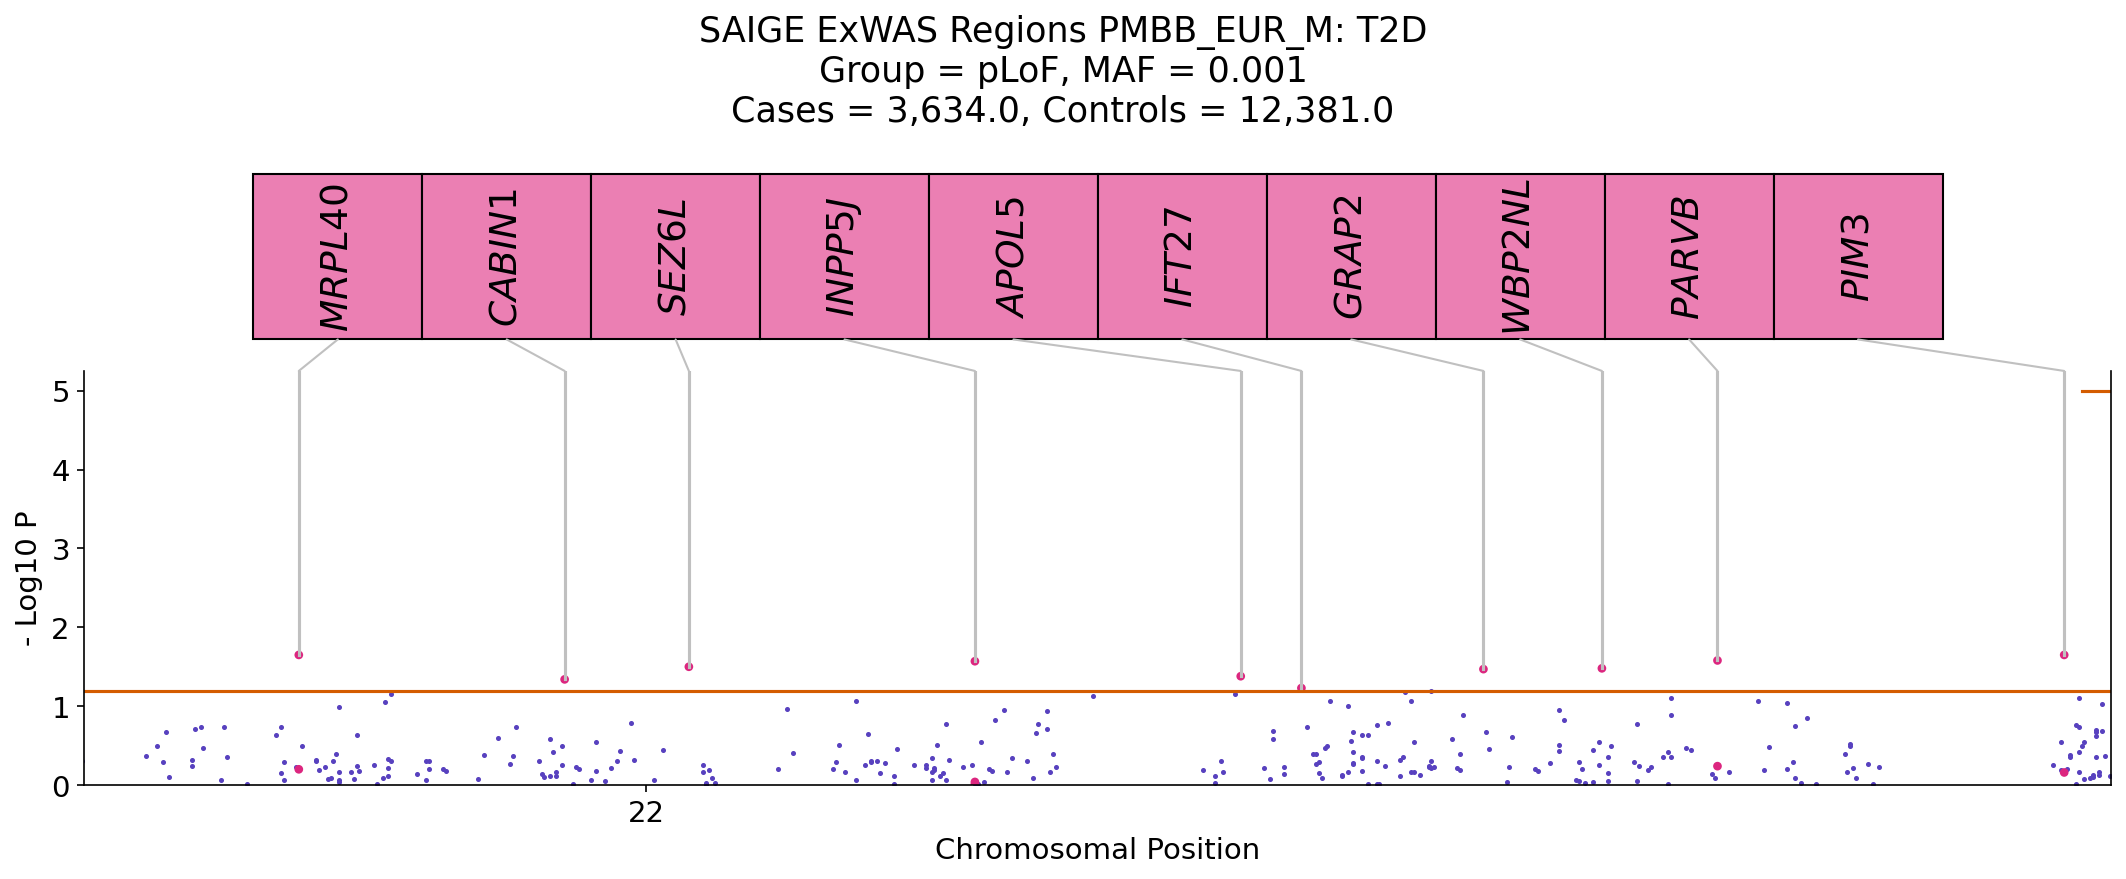 SAIGE ExWAS Regions PMBB_EUR_M: T2D
Group = pLoF, MAF = 0.001
Cases = 3,634.0, Controls = 12,381.0
MRPL40
CABIN1
SEZ6L
INPP5J
APOL5
IFT27
GRAP2
WBP2NL
PARVB
PIM3
5
4
3
2
1
0
- Log10 P
22
Chromosomal Position